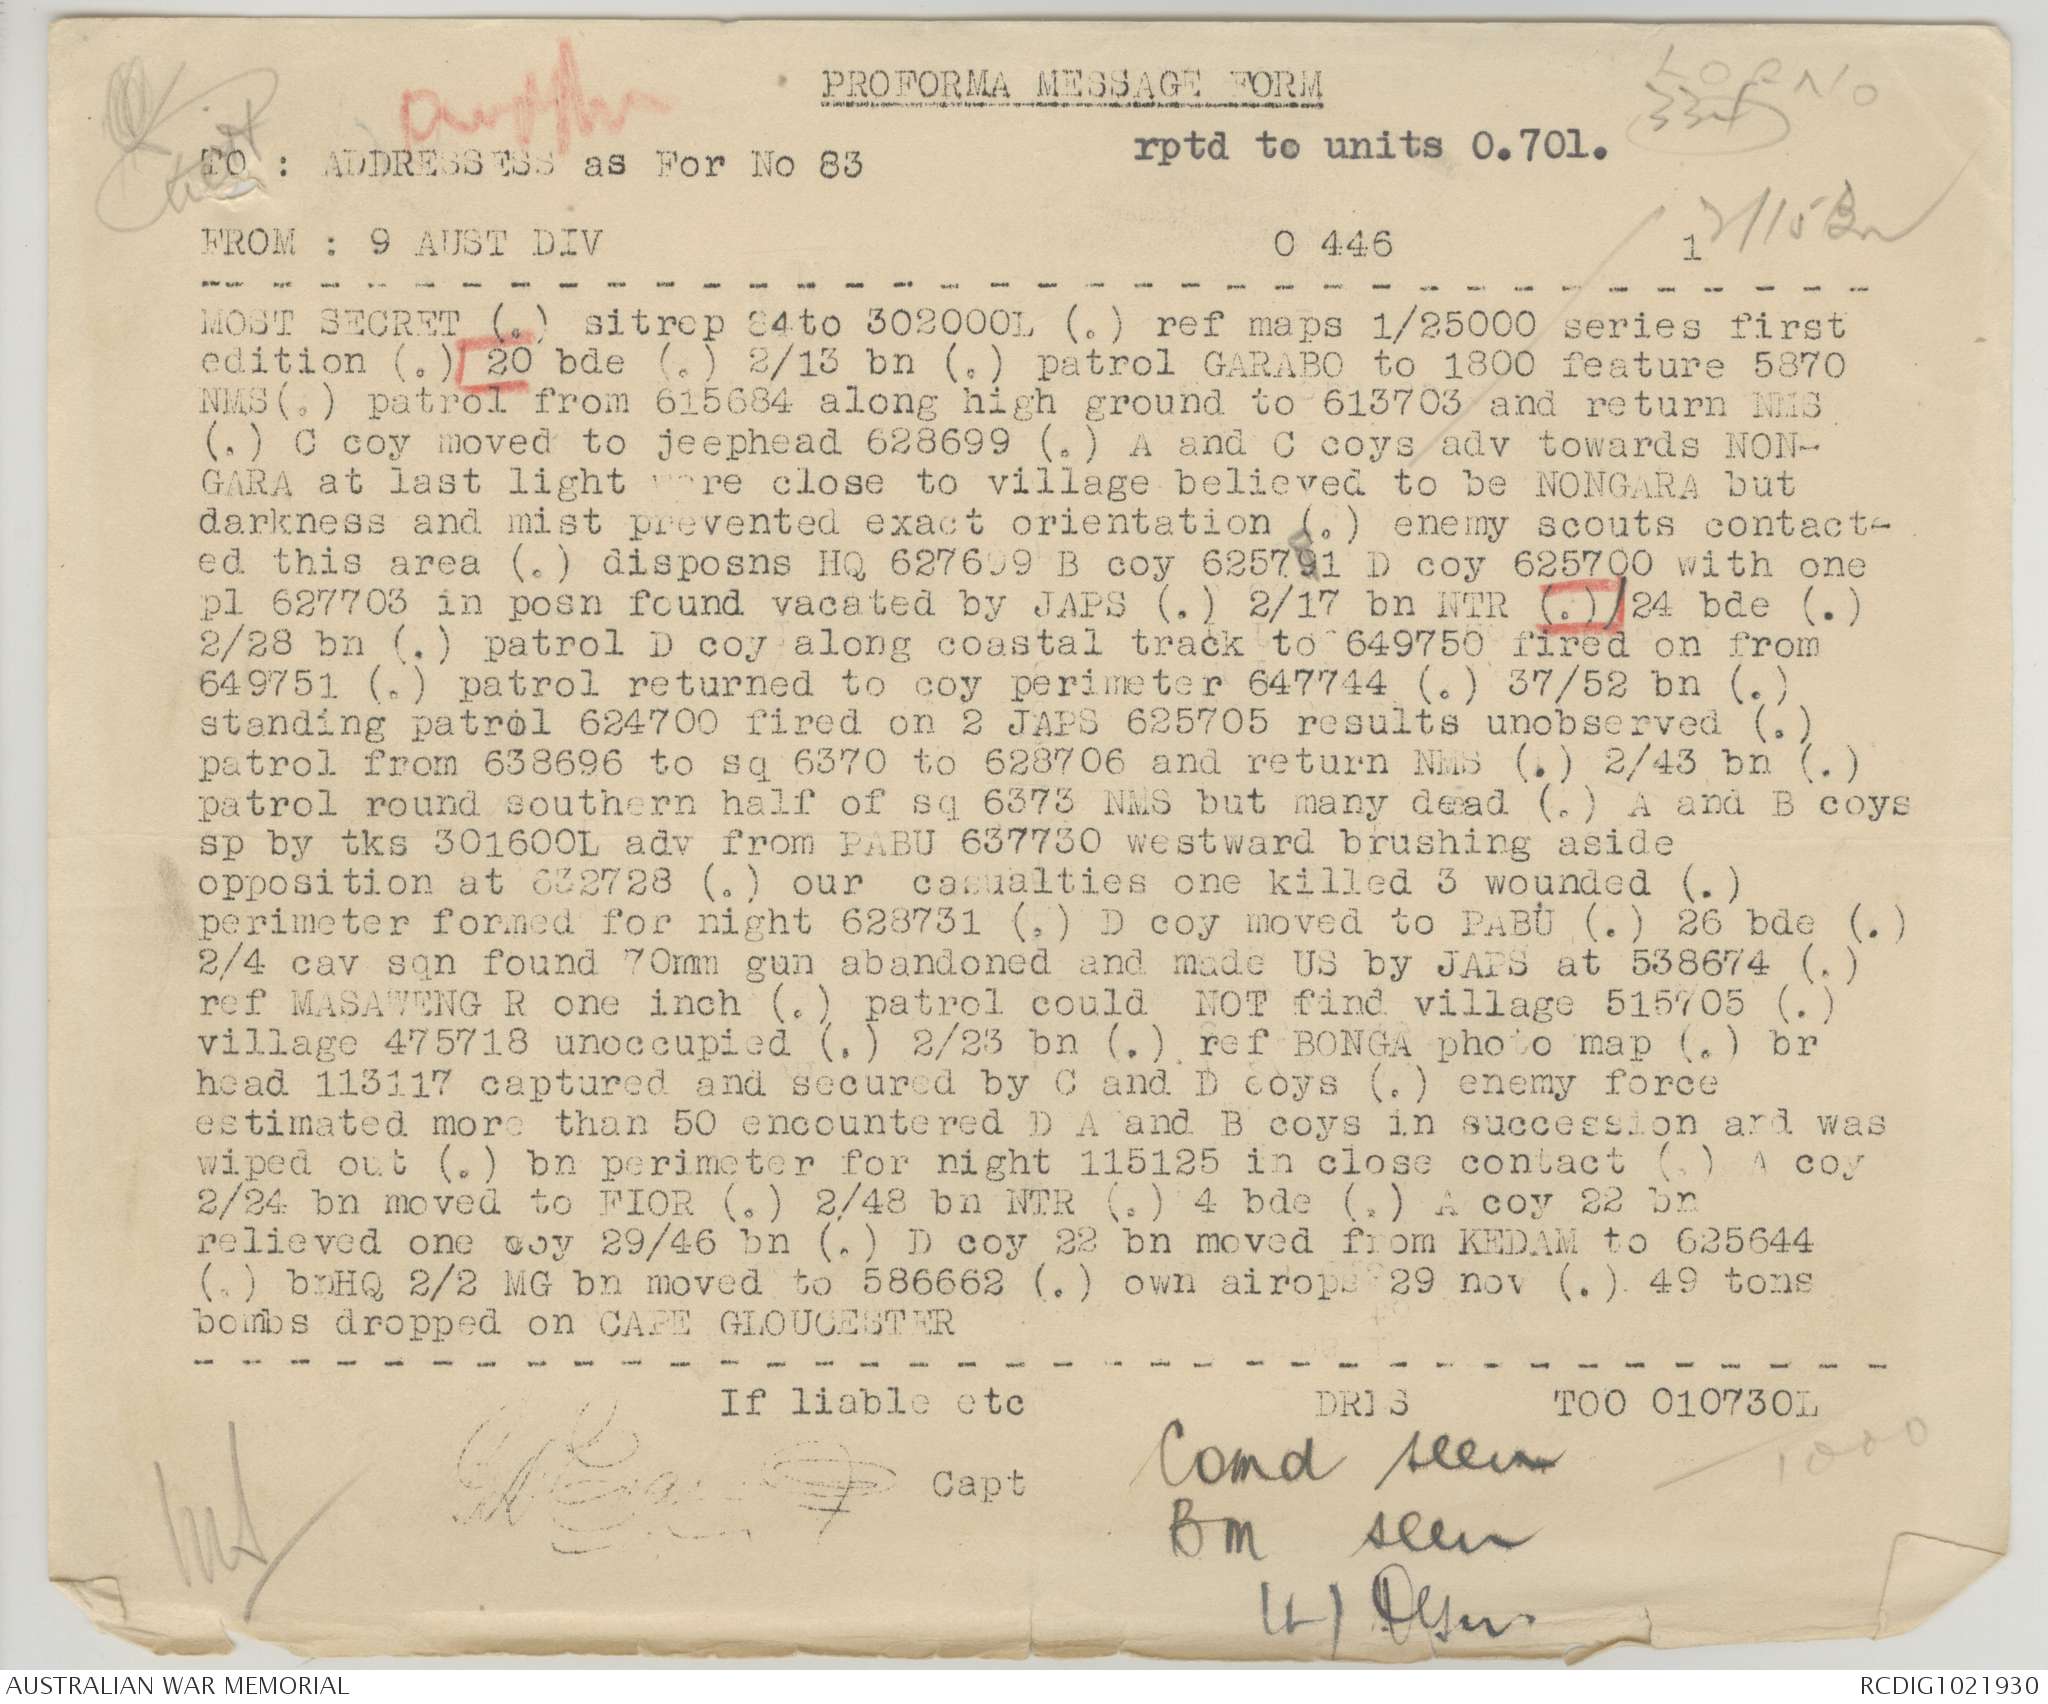 PROFORMA MESSAGE FORM
LOP No
334
rptd to units 0.701.
TO : ADDRESSESS as For No 83
2/15 Bn
FROM : 9 AUST DIV 0 446 1
MOST SECRET (.) sitrep 84to 302000L (.) ref maps 1/25000 series first
edition (.) 20 bde (.) 2/13 bn (.) patrol GARABO to 1800 feature 5870
NMS(.) patrol from 615684 along high ground to 613703 and return NMS
(.) C coy moved to jeephead 628699 (.) A and C coys adv towards NON-
GARA at last light were close to village believed to be NONGARA but
darkness and mist prevented exact orientation (.) enemy scouts contact-
ed this area (.) disposns HQ 627699 B coy 625791 D coy 625700 with one
pl 627703 in posn found vacated by JAPS (.) 2/17 bn NTR (.)/24 bde (.)
2/28 bn (.) patrol D coy along coastal track to 649750 fired on from
649751 (.) patrol returned to coy perimeter 647744 (.) 37/52 bn (.)
standing patrol 624700 fired on 2 JAPS 625705 results unobserved (.)
patrol from 638696 to sq 6370 to 628706 and return NMS (.) 2/43 bn (.)
patrol round southern half of sq 6373 NMS but many dead (.) A and B coys
sp by tks 301600L adv from PABU 637730 westward brushing aside
opposition at 632728 (.) our casualties one killed 3 wounded (.)
perimeter formed for night 628731 (.) D coy moved to PABU (.) 26 bde (.)
2/4 cav sqn found 70mm gun abandoned and made US by JAPS at 538674 (.)
ref MASAWENG R one inch (.) patrol could NOT find village 515705 (.)
village 475718 unoccupied (.) 2/23 bn (.) ref BONGA photo map (.) br
head 113117 captured and secured by C and D coys (.) enemy force
estimated more than 50 encountered D A and B coys in succession and was
wiped out (.) bn perimeter for night 115125 in close contact (.) A coy
2/24 bn moved to FIOR (.) 2/48 bn NTR (.) 4 bde (.) A coy 22 bn
relieved one coy 29/46 bn (.) D coy 22 bn moved from KEDAM to 625644
(.) bnHQ 2/2 MG bn moved to 586662 (.) own airops 29 nov (.) 49 tons
bombs dropped on CAPE GLOUCESTER
If liable etc DRLS TOO 010730L
1000
Capt
Comd seen
Bm seen
AUSTRALIAN WAR MEMORIAL RCDIG1021930